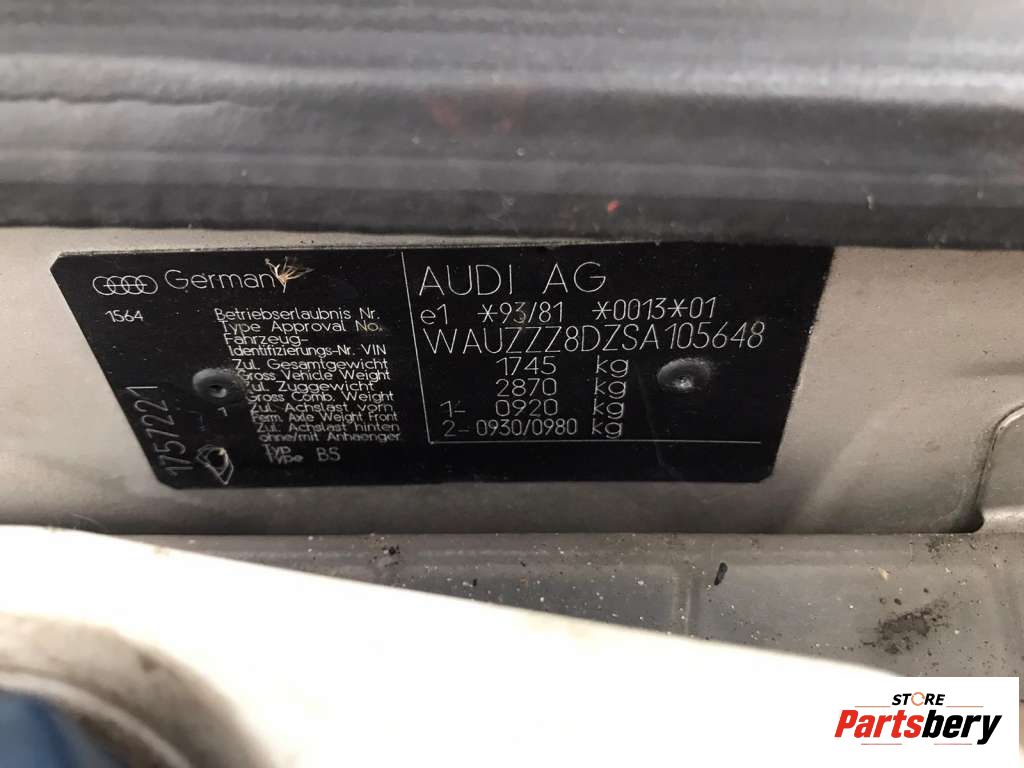 Germany
1564
1757221
Betriebserlaubnis Nr.
Type Approval No.
Fahrzeug-
Identifizierungs-Nr. VIN
Zul. Gesamtgewicht
Gross Vehicle Weight
Zul. Zuggewicht
Gross Comb. Weight
Zul. Achslast vorn
Perm. Axle Weight Front
Zul. Achslast hinten
ohne/mit Anhaenger
Typ
Type B5
AUDI AG
e1 *93/81 *0013*01
WAUZZZ8DZSA105648
1745 kg
2870 kg
1- 0920 kg
2- 0930/0980 kg
STORE
Partsbery